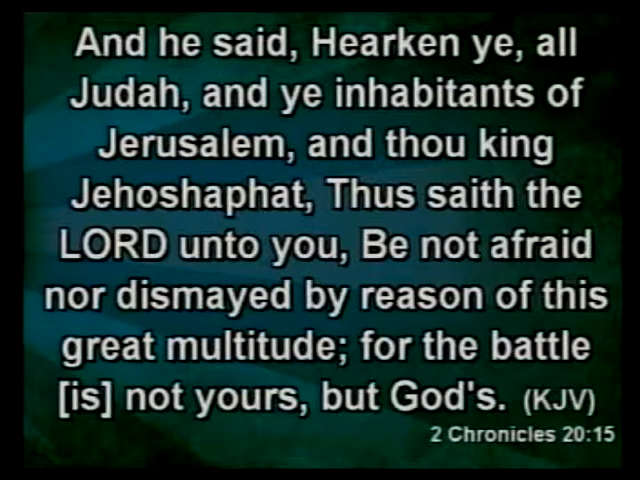 And he said, Hearken ye, all
Judah, and ye inhabitants of
Jerusalem, and thou king
Jehoshaphat, Thus saith the
LORD unto you, Be not afraid
nor dismayed by reason of this
great multitude; for the battle
[is] not yours, but God's. (KJV)
2 Chronicles 20:15